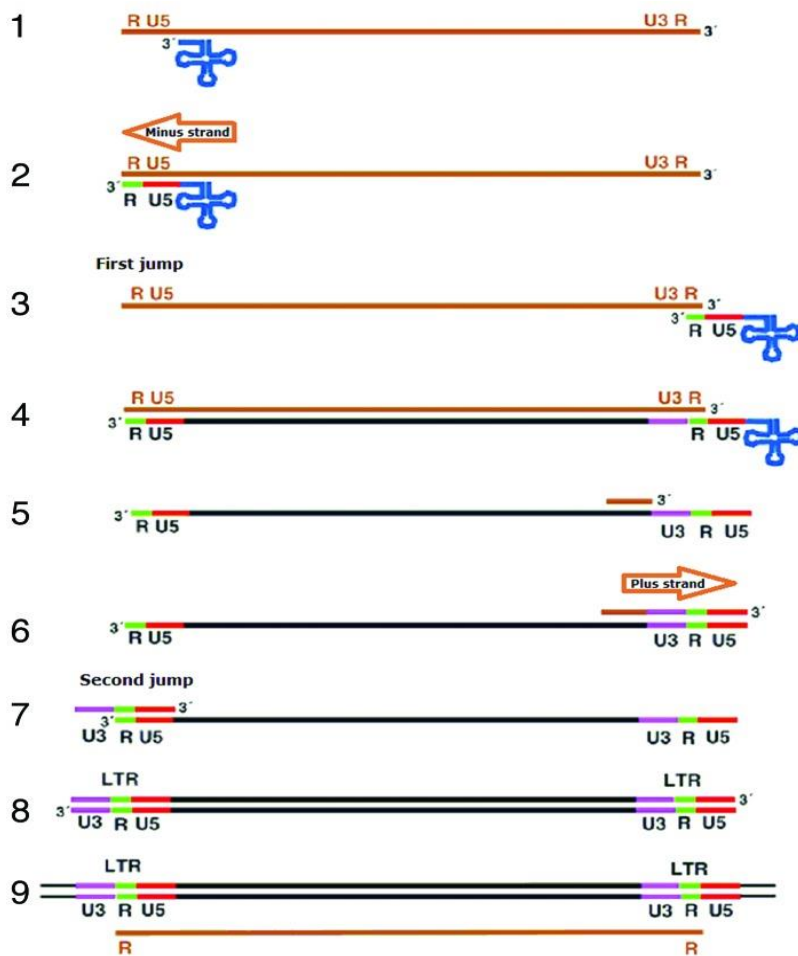 1
R U5 U3 R 3´
3´
Minus strand
R U5 U3 R
2
3´ 3´
R U5
First jump
3
R U5 U3 R 3´
3´
R U5
4
R U5 U3 R 3´
3´
R U5 R U5
5
3´
3´
R U5 U3 R U5
Plus strand
6
3´
3´
R U5 U3 R U5
Second jump
7
3´
3´
U3 R U5 U3 R U5
LTR LTR
8
3´
3´
U3 R U5 U3 R U5
LTR LTR
9
U3 R U5 U3 R U5
R R